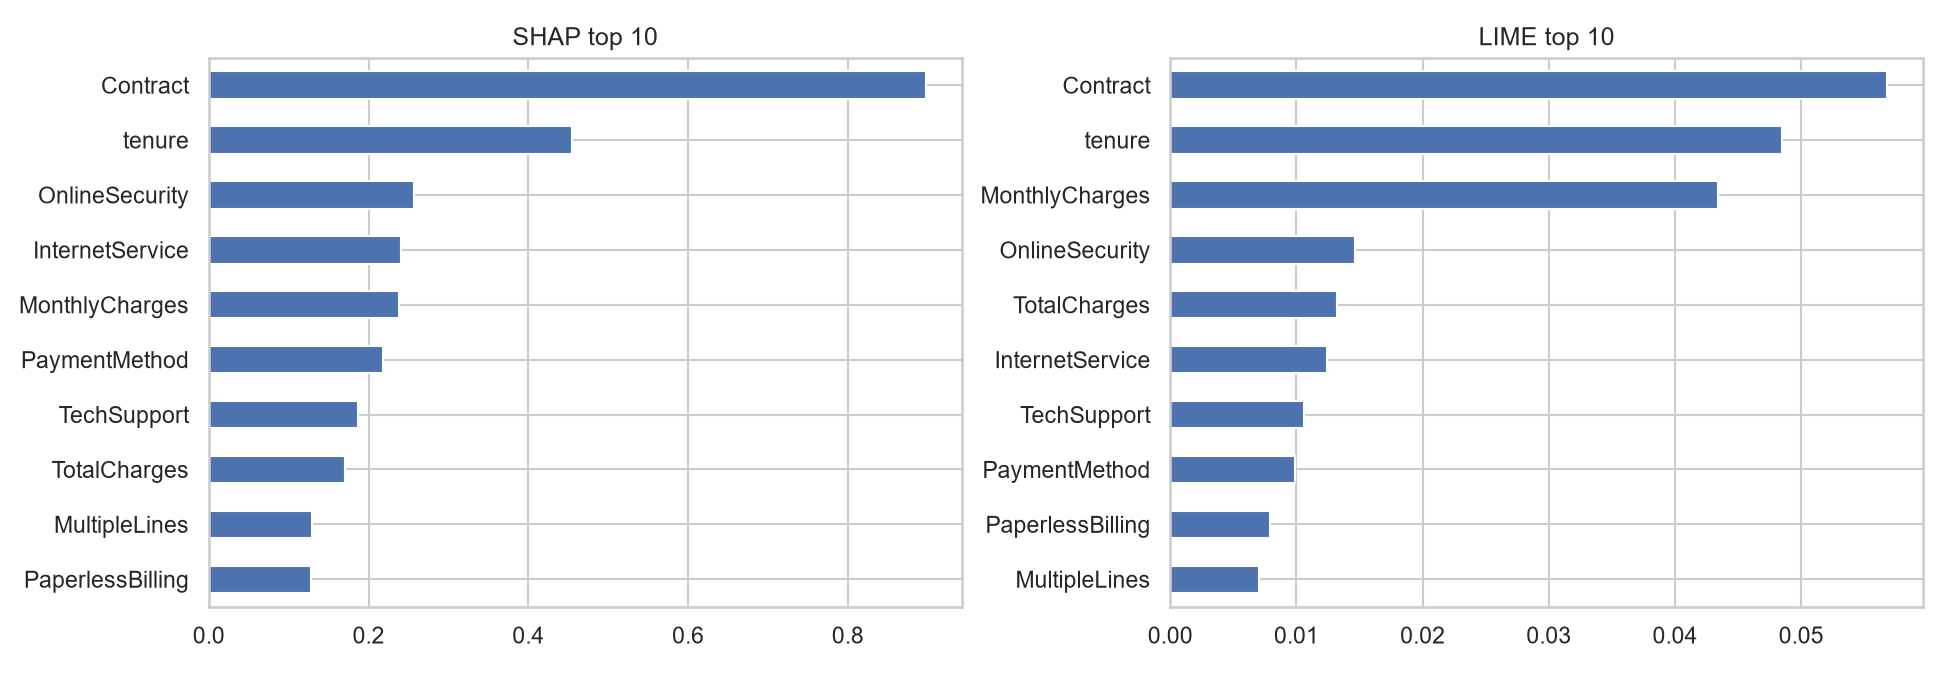 SHAP top 10
Contract
tenure
OnlineSecurity
InternetService
MonthlyCharges
PaymentMethod
TechSupport
TotalCharges
MultipleLines
PaperlessBilling
0.0 0.2 0.4 0.6 0.8
LIME top 10
Contract
tenure
MonthlyCharges
OnlineSecurity
TotalCharges
InternetService
TechSupport
PaymentMethod
PaperlessBilling
MultipleLines
0.00 0.01 0.02 0.03 0.04 0.05